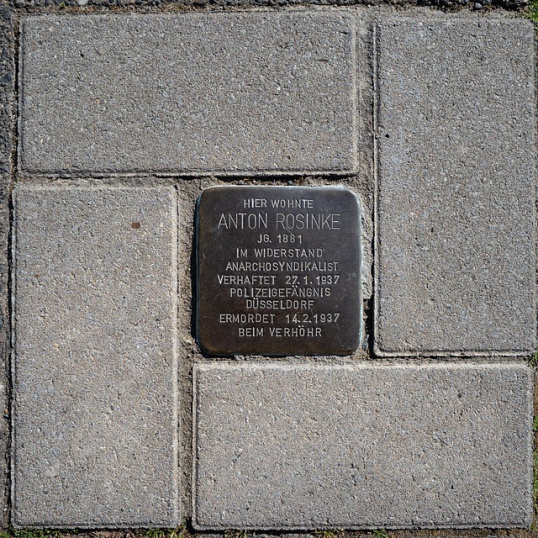 HIER WOHNTE
ANTON ROSINKE
JG. 1881
IM WIDERSTAND
ANARCHOSYNDIKALIST
VERHAFTET 27.1.1937
POLIZEIGEFÄNGNIS
DÜSSELDORF
ERMORDET 14.2.1937
BEIM VERHÖHR